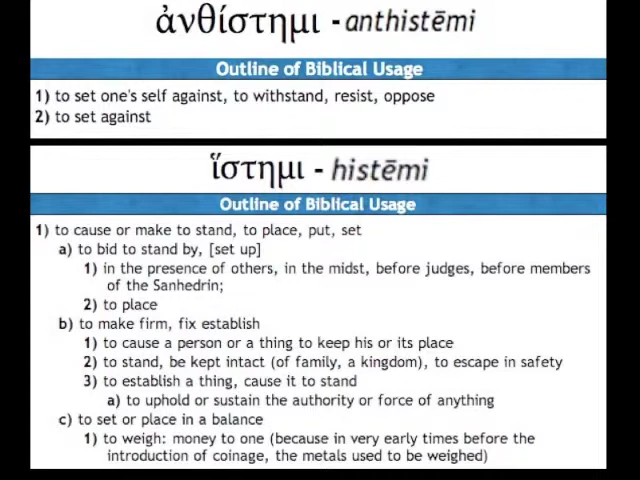 ἀνθίστημι - anthistēmi
Outline of Biblical Usage
1) to set one's self against, to withstand, resist, oppose
2) to set against
ἵστημι - histēmi
Outline of Biblical Usage
1) to cause or make to stand, to place, put, set
a) to bid to stand by, [set up]
1) in the presence of others, in the midst, before judges, before members
of the Sanhedrin;
2) to place
b) to make firm, fix establish
1) to cause a person or a thing to keep his or its place
2) to stand, be kept intact (of family, a kingdom), to escape in safety
3) to establish a thing, cause it to stand
a) to uphold or sustain the authority or force of anything
c) to set or place in a balance
1) to weigh: money to one (because in very early times before the
introduction of coinage, the metals used to be weighed)